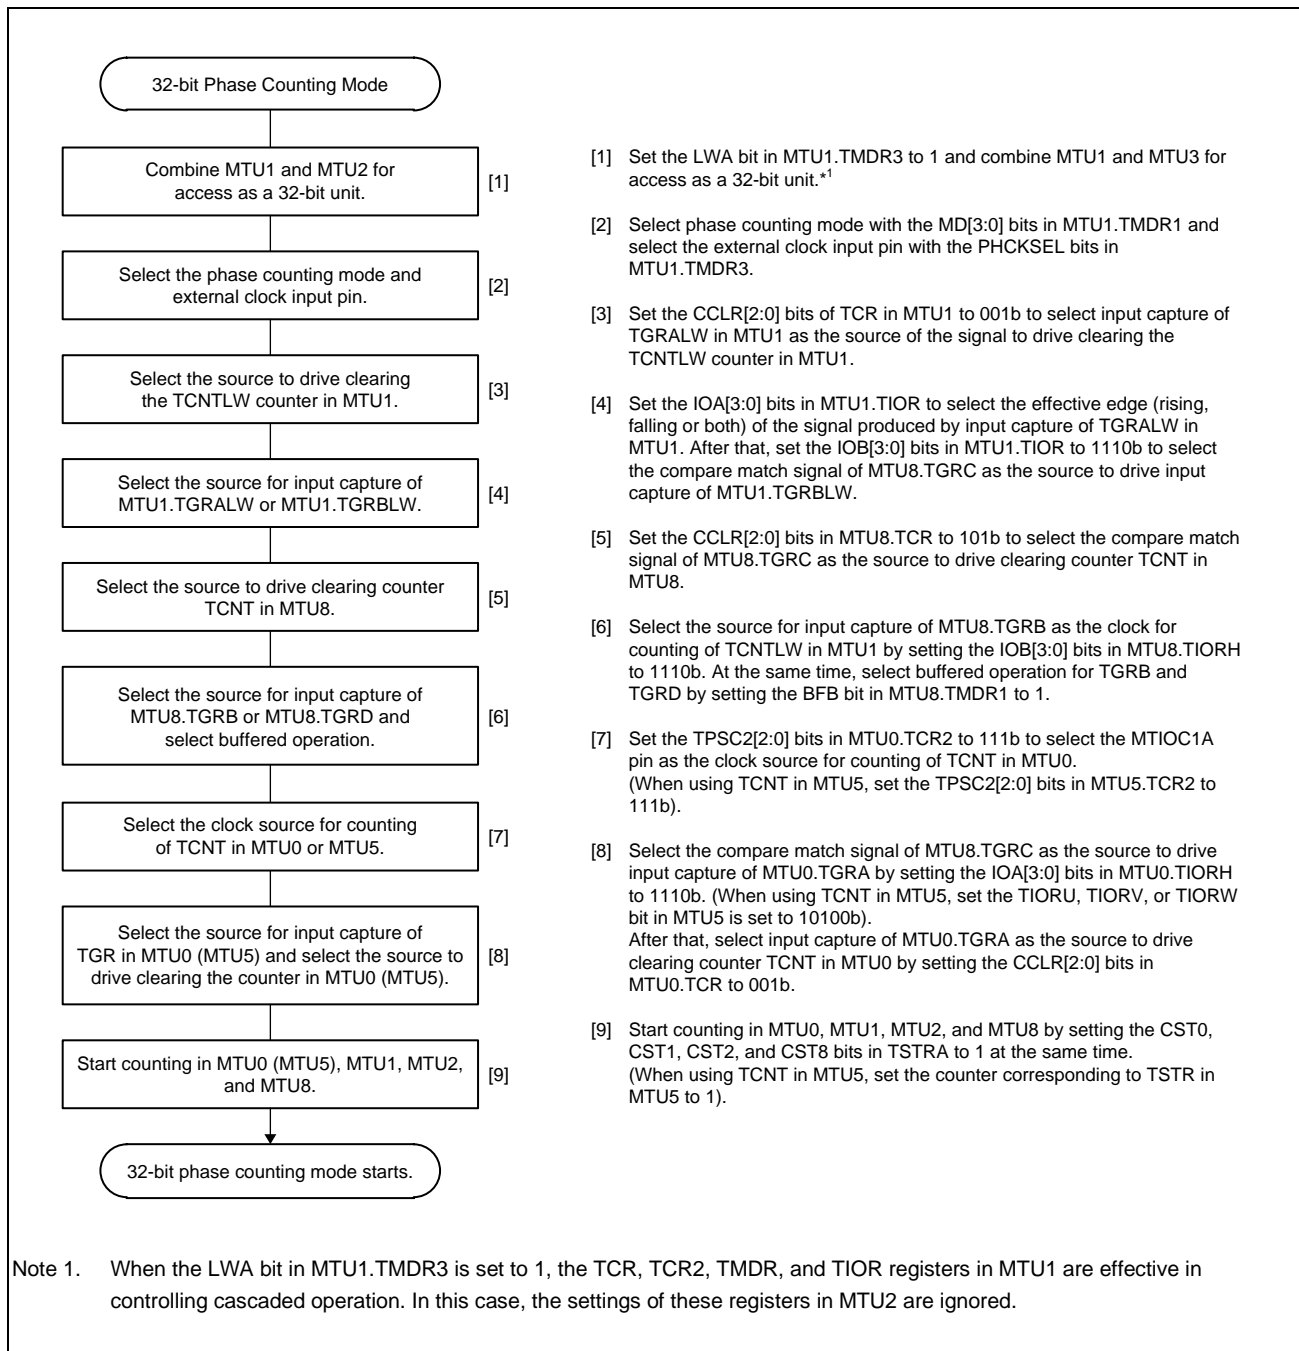 32-bit Phase Counting Mode
Combine MTU1 and MTU2 for
access as a 32-bit unit.
[1]
Select the phase counting mode and
external clock input pin.
[2]
Select the source to drive clearing
the TCNTLW counter in MTU1.
[3]
Select the source for input capture of
MTU1.TGRALW or MTU1.TGRBLW.
[4]
Select the source to drive clearing counter
TCNT in MTU8.
[5]
Select the source for input capture of
MTU8.TGRB or MTU8.TGRD and
select buffered operation.
[6]
Select the clock source for counting
of TCNT in MTU0 or MTU5.
[7]
Select the source for input capture of
TGR in MTU0 (MTU5) and select the source to
drive clearing the counter in MTU0 (MTU5).
[8]
Start counting in MTU0 (MTU5), MTU1, MTU2,
and MTU8.
[9]
32-bit phase counting mode starts.
[1] Set the LWA bit in MTU1.TMDR3 to 1 and combine MTU1 and MTU3 for
access as a 32-bit unit.*1
[2] Select phase counting mode with the MD[3:0] bits in MTU1.TMDR1 and
select the external clock input pin with the PHCKSEL bits in
MTU1.TMDR3.
[3] Set the CCLR[2:0] bits of TCR in MTU1 to 001b to select input capture of
TGRALW in MTU1 as the source of the signal to drive clearing the
TCNTLW counter in MTU1.
[4] Set the IOA[3:0] bits in MTU1.TIOR to select the effective edge (rising,
falling or both) of the signal produced by input capture of TGRALW in
MTU1. After that, set the IOB[3:0] bits in MTU1.TIOR to 1110b to select
the compare match signal of MTU8.TGRC as the source to drive input
capture of MTU1.TGRBLW.
[5] Set the CCLR[2:0] bits in MTU8.TCR to 101b to select the compare match
signal of MTU8.TGRC as the source to drive clearing counter TCNT in
MTU8.
[6] Select the source for input capture of MTU8.TGRB as the clock for
counting of TCNTLW in MTU1 by setting the IOB[3:0] bits in MTU8.TIORH
to 1110b. At the same time, select buffered operation for TGRB and
TGRD by setting the BFB bit in MTU8.TMDR1 to 1.
[7] Set the TPSC2[2:0] bits in MTU0.TCR2 to 111b to select the MTIOC1A
pin as the clock source for counting of TCNT in MTU0.
(When using TCNT in MTU5, set the TPSC2[2:0] bits in MTU5.TCR2 to
111b).
[8] Select the compare match signal of MTU8.TGRC as the source to drive
input capture of MTU0.TGRA by setting the IOA[3:0] bits in MTU0.TIORH
to 1110b. (When using TCNT in MTU5, set the TIORU, TIORV, or TIORW
bit in MTU5 is set to 10100b).
After that, select input capture of MTU0.TGRA as the source to drive
clearing counter TCNT in MTU0 by setting the CCLR[2:0] bits in
MTU0.TCR to 001b.
[9] Start counting in MTU0, MTU1, MTU2, and MTU8 by setting the CST0,
CST1, CST2, and CST8 bits in TSTRA to 1 at the same time.
(When using TCNT in MTU5, set the counter corresponding to TSTR in
MTU5 to 1).
Note 1. When the LWA bit in MTU1.TMDR3 is set to 1, the TCR, TCR2, TMDR, and TIOR registers in MTU1 are effective in
controlling cascaded operation. In this case, the settings of these registers in MTU2 are ignored.